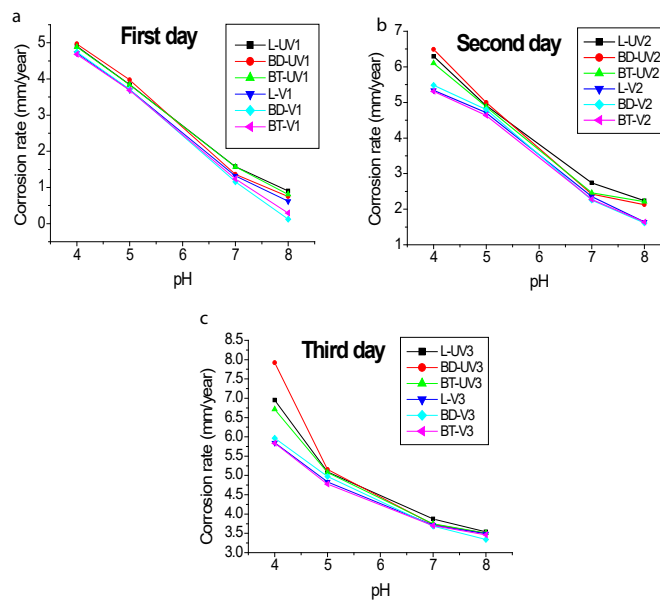 a
First day
L-UV1
BD-UV1
BT-UV1
L-V1
BD-V1
BT-V1
Corrosion rate (mm/year)
5
4
3
2
1
0
4 5 6 7 8
pH
b
Second day
L-UV2
BD-UV2
BT-UV2
L-V2
BD-V2
BT-V2
Corrosion rate (mm/year)
7
6
5
4
3
2
1
4 5 6 7 8
pH
c
Third day
L-UV3
BD-UV3
BT-UV3
L-V3
BD-V3
BT-V3
Corrosion rate (mm/year)
8.5
8.0
7.5
7.0
6.5
6.0
5.5
5.0
4.5
4.0
3.5
3.0
4 5 6 7 8
pH